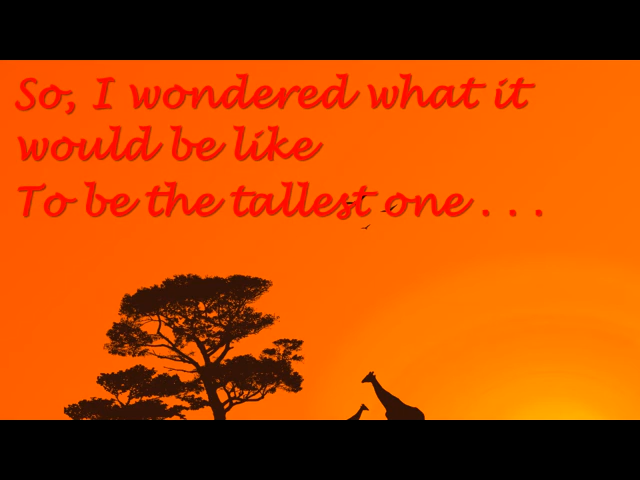 So, I wondered what it
would be like
To be the tallest one . . .